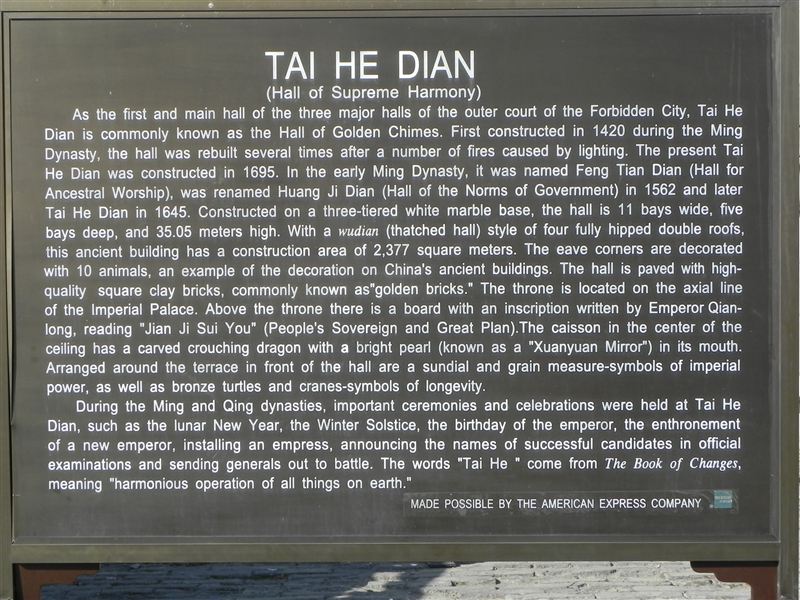 TAI HE DIAN
(Hall of Supreme Harmony)
As the first and main hall of the three major halls of the outer court of the Forbidden City, Tai He
Dian is commonly known as the Hall of Golden Chimes. First constructed in 1420 during the Ming
Dynasty, the hall was rebuilt several times after a number of fires caused by lighting. The present Tai
He Dian was constructed in 1695. In the early Ming Dynasty, it was named Feng Tian Dian (Hall for
Ancestral Worship), was renamed Huang Ji Dian (Hall of the Norms of Government) in 1562 and later
Tai He Dian in 1645. Constructed on a three-tiered white marble base, the hall is 11 bays wide, five
bays deep, and 35.05 meters high. With a wudian (thatched hall) style of four fully hipped double roofs,
this ancient building has a construction area of 2,377 square meters. The eave corners are decorated
with 10 animals, an example of the decoration on China's ancient buildings. The hall is paved with high-
quality square clay bricks, commonly known as"golden bricks." The throne is located on the axial line
of the Imperial Palace. Above the throne there is a board with an inscription written by Emperor Qian-
long, reading "Jian Ji Sui You" (People's Sovereign and Great Plan).The caisson in the center of the
ceiling has a carved crouching dragon with a bright pearl (known as a "Xuanyuan Mirror") in its mouth.
Arranged around the terrace in front of the hall are a sundial and grain measure-symbols of imperial
power, as well as bronze turtles and cranes-symbols of longevity.
During the Ming and Qing dynasties, important ceremonies and celebrations were held at Tai He
Dian, such as the lunar New Year, the Winter Solstice, the birthday of the emperor, the enthronement
of a new emperor, installing an empress, announcing the names of successful candidates in official
examinations and sending generals out to battle. The words "Tai He " come from The Book of Changes,
meaning "harmonious operation of all things on earth."
MADE POSSIBLE BY THE AMERICAN EXPRESS COMPANY